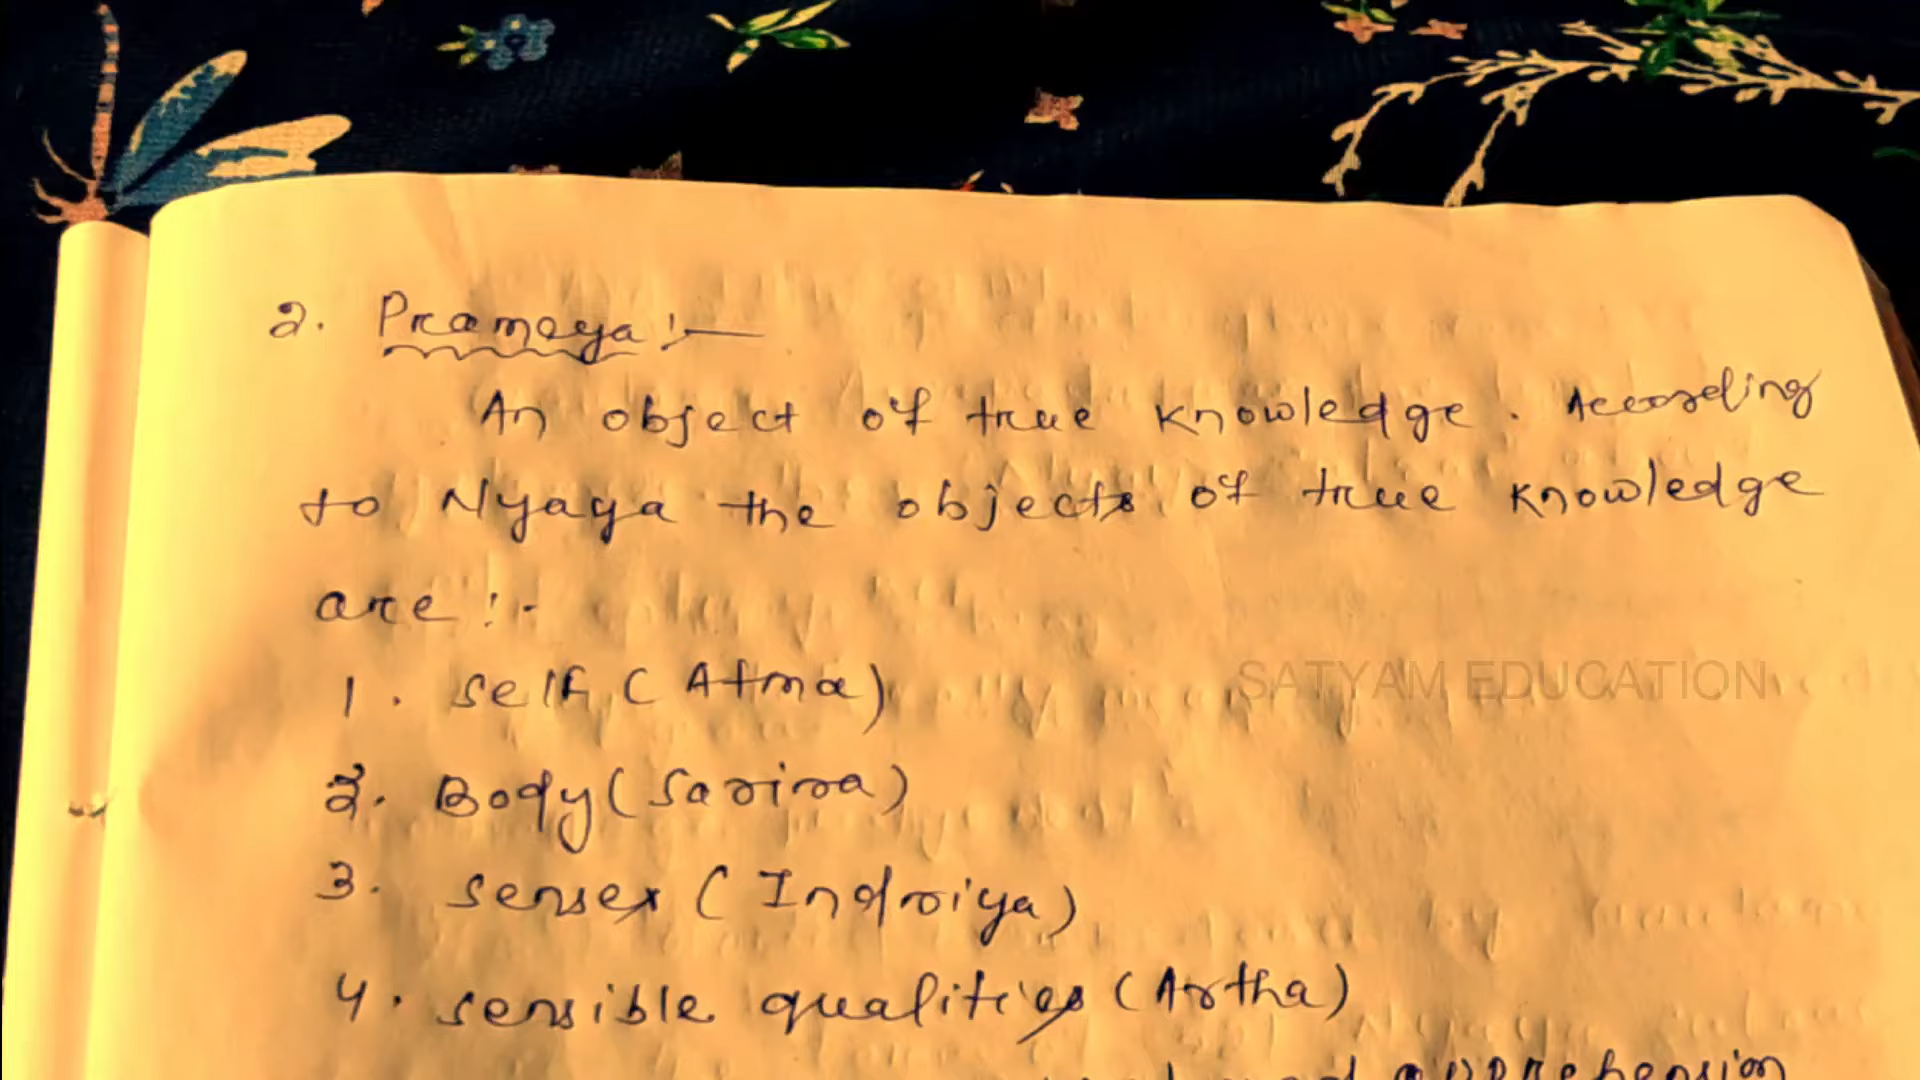 2. Prameya :—
An object of true knowledge. According
to Nyaya the objects of true knowledge
are :-
1. Self (Atma)
SATYAM EDUCATION
2. Body (Sarira)
3. Senses (Indriya)
4. Sensible qualities (Artha)
apprehension